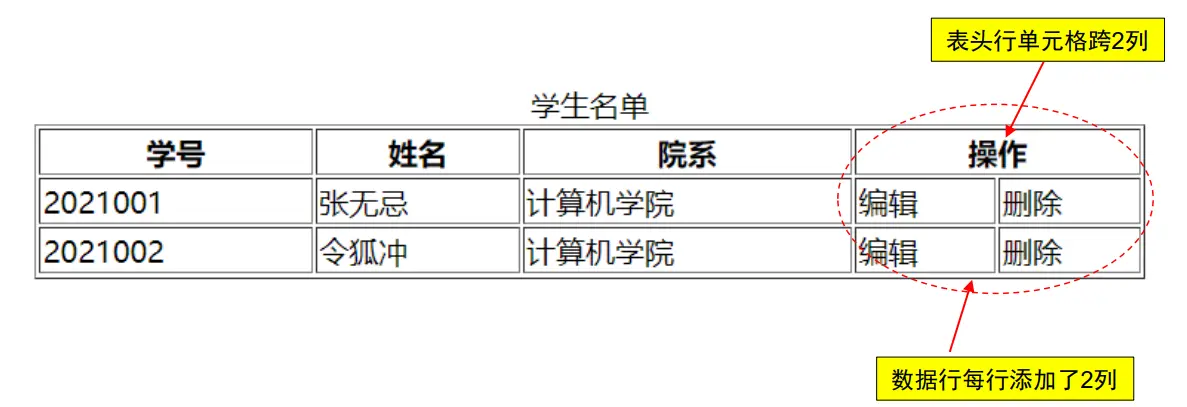 表头行单元格跨2列
学生名单
学号 姓名 院系 操作
2021001 张无忌 计算机学院 编辑 删除
2021002 令狐冲 计算机学院 编辑 删除
数据行每行添加了2列